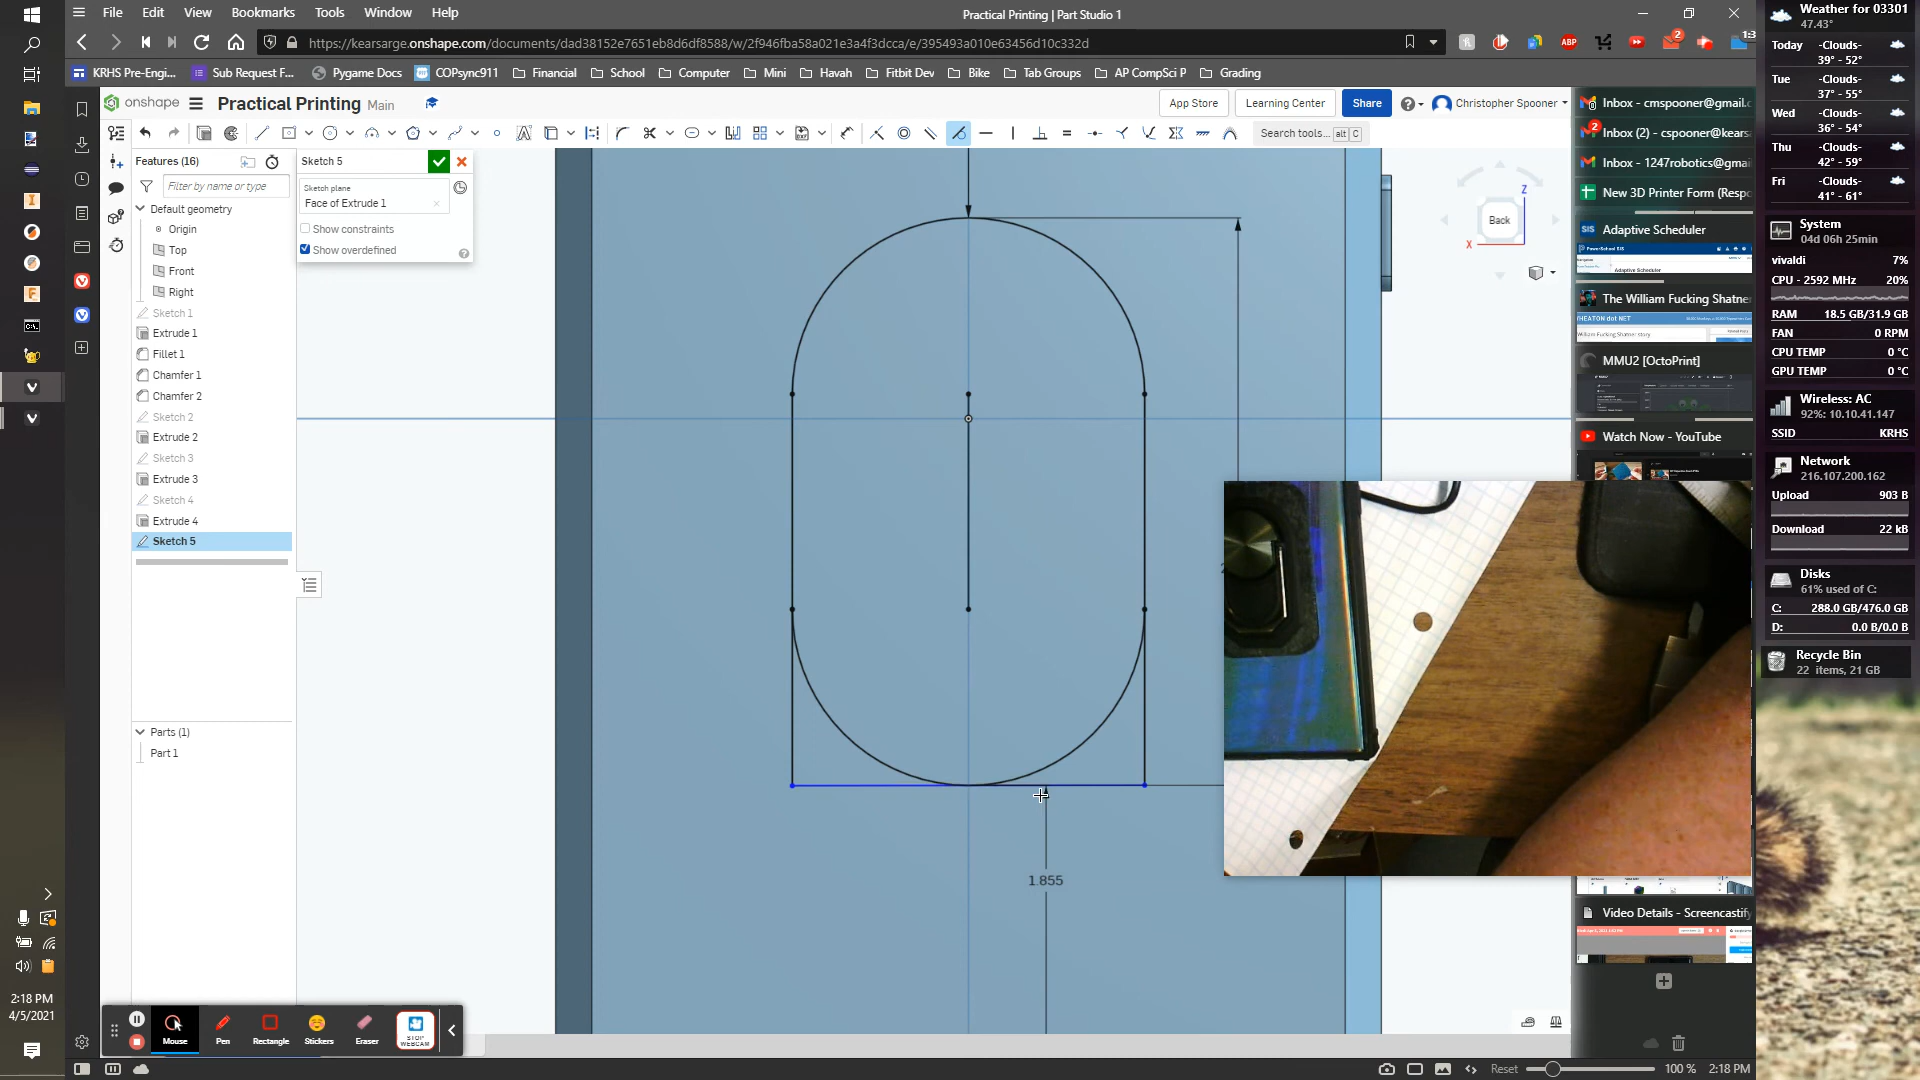 File Edit View Bookmarks Tools Window Help
Practical Printing | Part Studio 1
https://kearsarge.onshape.com/documents/dad38152e7651eb8d6df8588/w/2f946fba58a021e3a4f3dcca/e/395493a010e63456d10c332d
KRHS Pre-Engi... Sub Request F... Pygame Docs COPsync911 Financial School Computer Mini Havah Fitbit Dev Bike Tab Groups AP CompSci P Grading
onshape Practical Printing Main
App Store Learning Center Share Christopher Spooner
Search tools... alt C
Features (16)
Filter by name or type
Default geometry
Origin
Top
Front
Right
Sketch 1
Extrude 1
Fillet 1
Chamfer 1
Chamfer 2
Sketch 2
Extrude 2
Sketch 3
Extrude 3
Sketch 4
Extrude 4
Sketch 5
Parts (1)
Part 1
Sketch 5
Sketch plane
Face of Extrude 1
Show constraints
Show overdefined
1.855
Z
Back
X
Inbox - cmspooner@gmail.c
Inbox (2) - cspooner@kears
Inbox - 1247robotics@gmai
New 3D Printer Form (Respo
Adaptive Scheduler
The William Fucking Shatner
MMU2 [OctoPrint]
Watch Now - YouTube
Video Details - Screencastify
Weather for 03301
47.43°
Today -Clouds- 39° - 52°
Tue -Clouds- 37° - 55°
Wed -Clouds- 36° - 54°
Thu -Clouds- 42° - 59°
Fri -Clouds- 41° - 61°
System
04d 06h 25min
vivaldi 7%
CPU - 2592 MHz 20%
RAM 18.5 GB/31.9 GB
FAN 0 RPM
CPU TEMP 0 °C
GPU TEMP 0 °C
Wireless: AC
92%: 10.10.41.147
SSID KRHS
Network
216.107.200.162
Upload 903 B
Download 22 kB
Disks
61% used of C:
C: 288.0 GB/476.0 GB
D: 0.0 B/0.0 B
Recycle Bin
22 items, 21 GB
Mouse Pen Rectangle Stickers Eraser STOP WEBCAM
2:18 PM
4/5/2021
Reset 100 % 2:18 PM